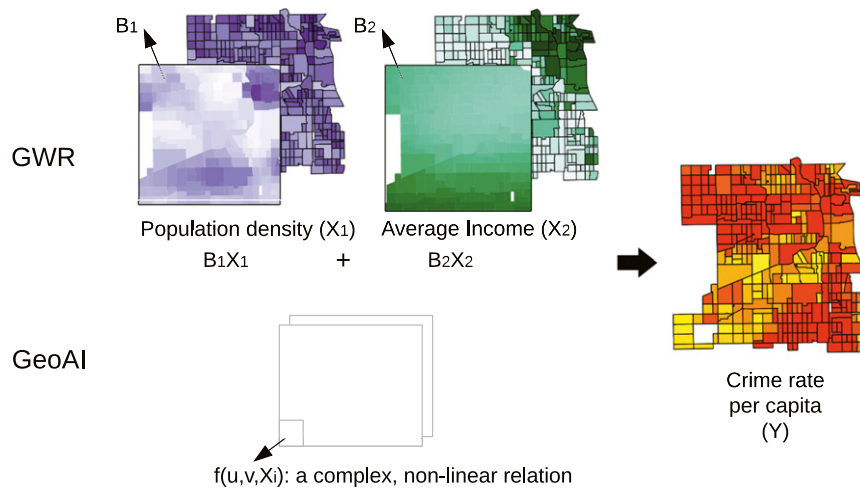 B1
B2
GWR
Population density (X1)
Average Income (X2)
B1X1 + B2X2
GeoAI
Crime rate
per capita
(Y)
f(u,v,Xi): a complex, non-linear relation